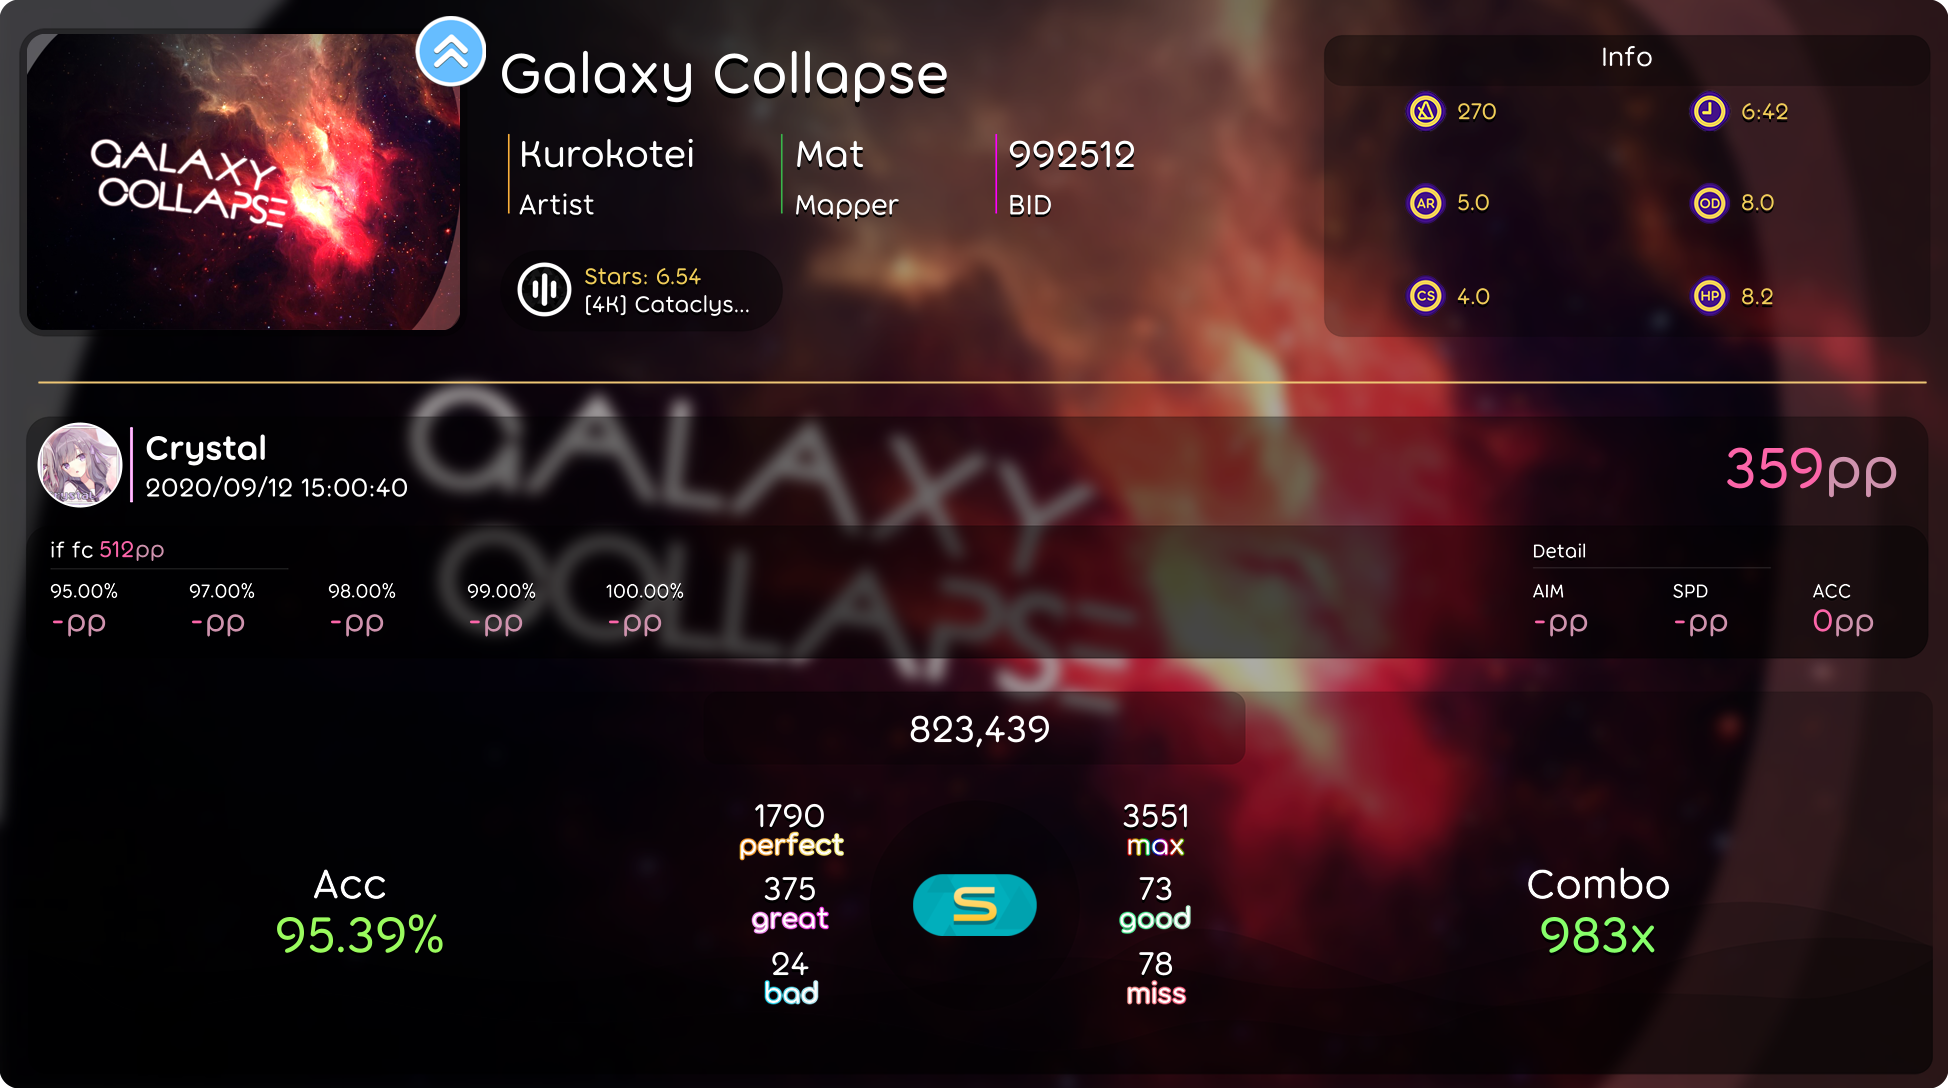 GALAXY
COLLAPSE
Galaxy Collapse
Kurokotei
Artist
Mat
Mapper
992512
BID
Stars: 6.54
[4K] Cataclys...
Info
270
6:42
AR 5.0
OD 8.0
CS 4.0
HP 8.2
GALAXY
COLLAPSE
Crystal
2020/09/12 15:00:40
359pp
if fc 512pp
95.00% 97.00% 98.00% 99.00% 100.00%
-pp -pp -pp -pp -pp
Detail
AIM SPD ACC
-pp -pp 0pp
823,439
Acc
95.39%
1790
perfect
375
great
24
bad
S
3551
max
73
good
78
miss
Combo
983x